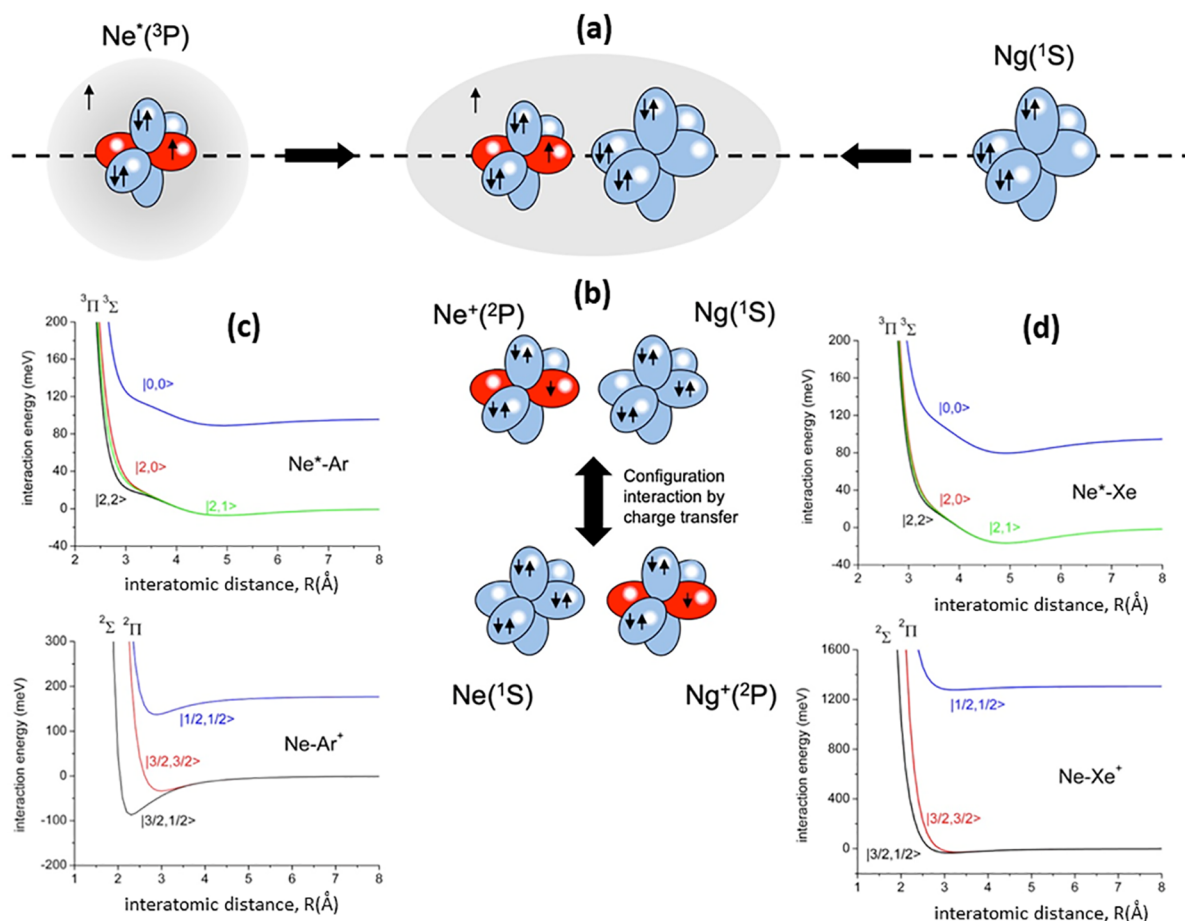 Ne*(³P)
(a)
Ng(¹S)
(b)
Ne⁺(²P)
Ng(¹S)
Configuration
interaction by
charge transfer
Ne(¹S)
Ng⁺(²P)
³Π ³Σ
(c)
interaction energy (meV)
200
160
120
80
40
0
-40
|0,0>
|2,0>
|2,2>
|2,1>
Ne*-Ar
1 2 3 4 5 6 7 8
interatomic distance, R(Å)
²Σ ²Π
interaction energy (meV)
300
200
100
0
-100
-200
|1/2,1/2>
|3/2,3/2>
|3/2,1/2>
Ne-Ar⁺
1 2 3 4 5 6 7 8
interatomic distance, R(Å)
³Π ³Σ
(d)
interaction energy (meV)
200
160
120
80
40
0
-40
|0,0>
|2,0>
|2,2>
|2,1>
Ne*-Xe
1 2 3 4 5 6 7 8
interatomic distance, R(Å)
²Σ ²Π
interaction energy (meV)
1600
1200
800
400
0
|1/2,1/2>
|3/2,3/2>
|3/2,1/2>
Ne-Xe⁺
1 2 3 4 5 6 7 8
interatomic distance, R(Å)